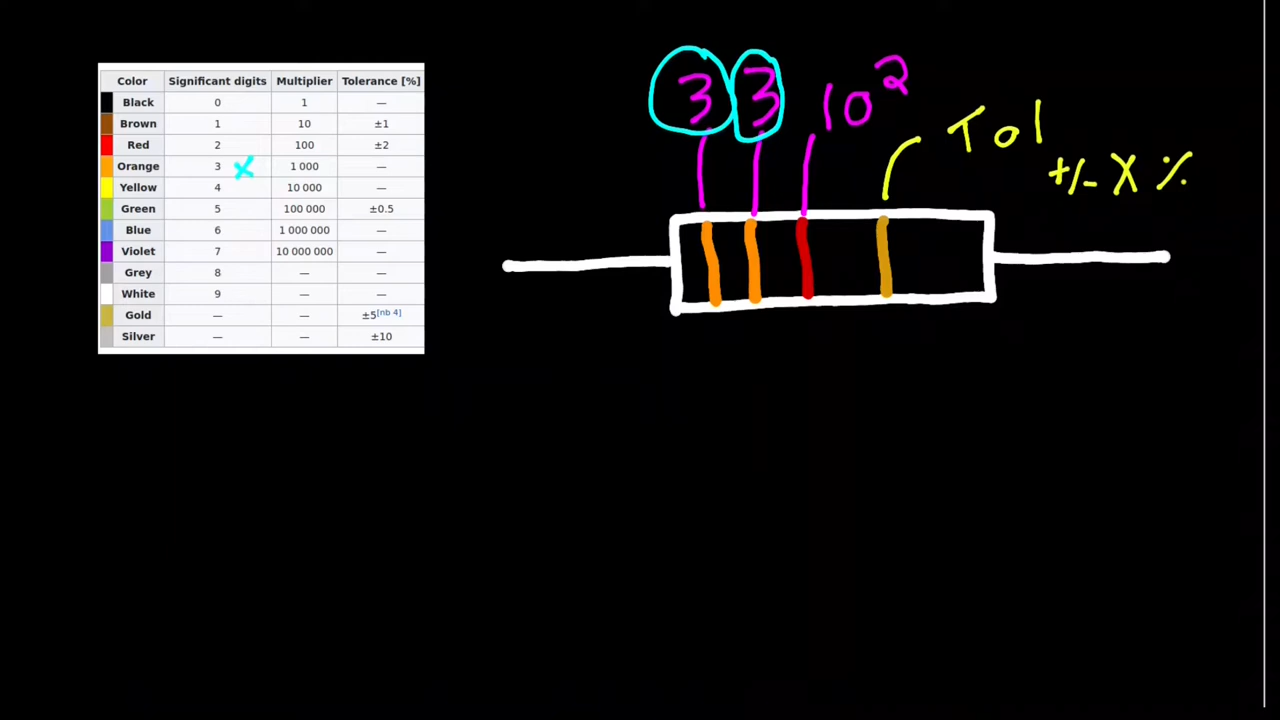 Color Significant digits Multiplier Tolerance [%]
Black 0 1 —
Brown 1 10 ±1
Red 2 100 ±2
Orange 3 x 1 000 —
Yellow 4 10 000 —
Green 5 100 000 ±0.5
Blue 6 1 000 000 —
Violet 7 10 000 000 —
Grey 8 — —
White 9 — —
Gold — — ±5[nb 4]
Silver — — ±10
3 3 10²
Tol
+/- X %